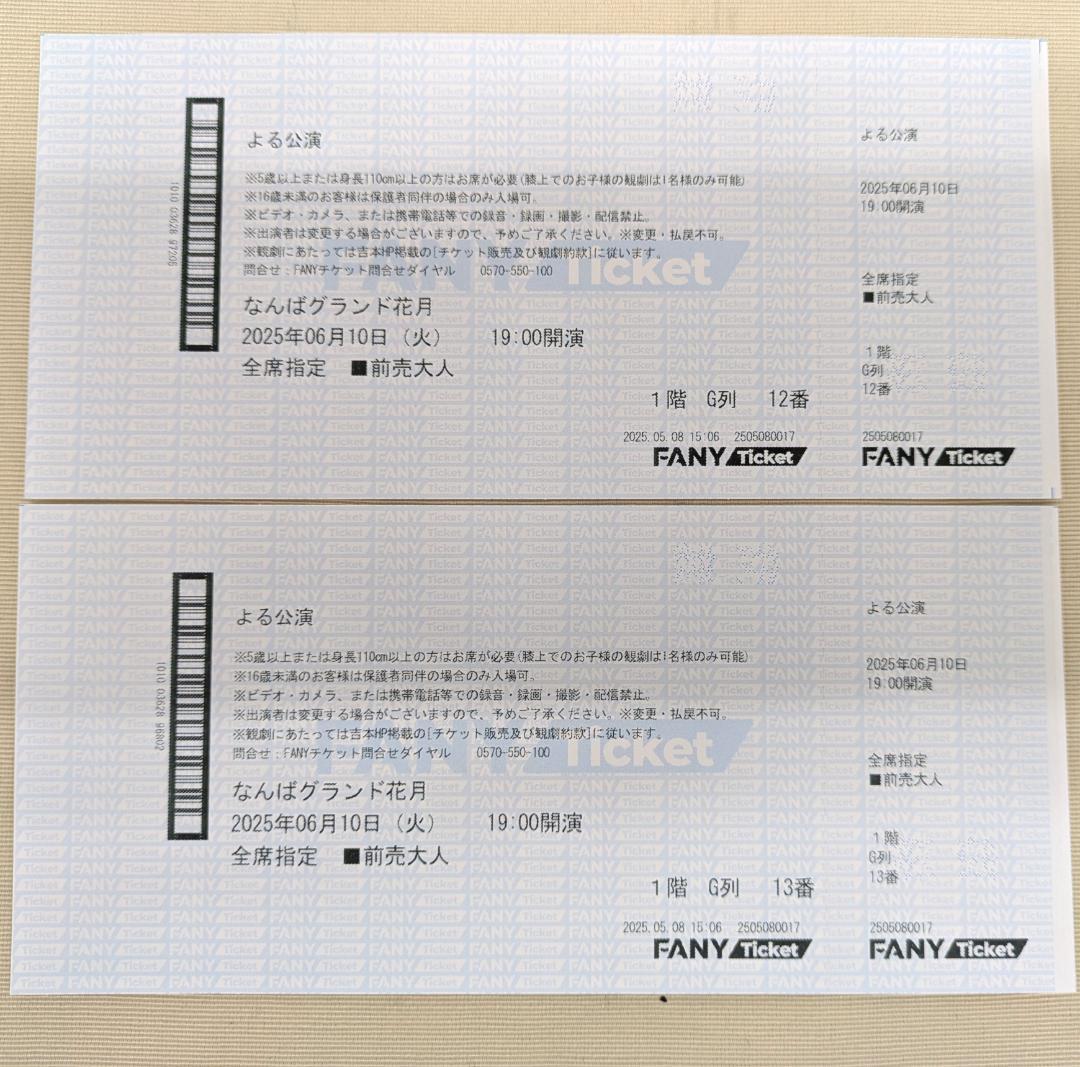 よる公演
※5歳以上または身長110cm以上の方はお席が必要(膝上でのお子様の観劇は1名様のみ可能)
※16歳未満のお客様は保護者同伴の場合のみ入場可。
※ビデオ・カメラ、または携帯電話等での録音・録画・撮影・配信禁止。
※出演者は変更する場合がございますので、予めご了承ください。※変更・払戻不可。
※観劇にあたっては吉本HP掲載の[チケット販売及び観劇約款]に従います。
問合せ：FANYチケット問合せダイヤル 0570-550-100
なんばグランド花月
2025年06月10日（火） 19:00開演
全席指定 ■前売大人
1階 G列 12番
2025.05.08 15:06 2505080017
FANY Ticket
1010 03628 97206
よる公演
2025年06月10日
19:00開演
全席指定
■前売大人
1階
G列
12番
2505080017
FANY Ticket
よる公演
※5歳以上または身長110cm以上の方はお席が必要(膝上でのお子様の観劇は1名様のみ可能)
※16歳未満のお客様は保護者同伴の場合のみ入場可。
※ビデオ・カメラ、または携帯電話等での録音・録画・撮影・配信禁止。
※出演者は変更する場合がございますので、予めご了承ください。※変更・払戻不可。
※観劇にあたっては吉本HP掲載の[チケット販売及び観劇約款]に従います。
問合せ：FANYチケット問合せダイヤル 0570-550-100
なんばグランド花月
2025年06月10日（火） 19:00開演
全席指定 ■前売大人
1階 G列 13番
2025.05.08 15:06 2505080017
FANY Ticket
1010 03628 96802
よる公演
2025年06月10日
19:00開演
全席指定
■前売大人
1階
G列
13番
2505080017
FANY Ticket